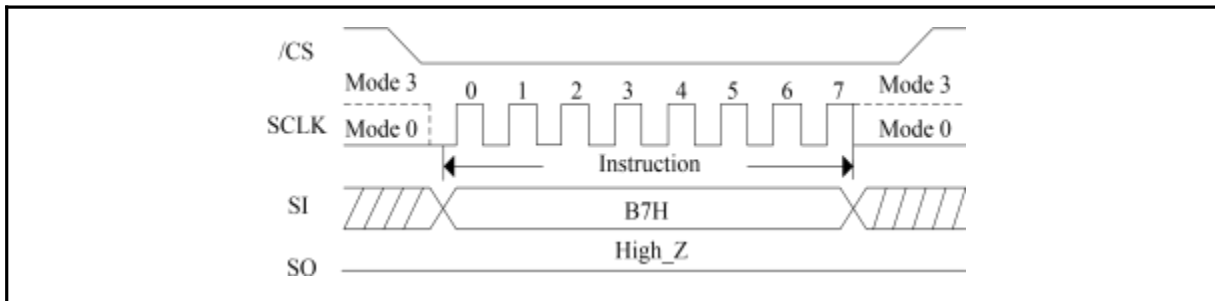 /CS
Mode 3 0 1 2 3 4 5 6 7 Mode 3
SCLK Mode 0 Mode 0
Instruction
SI B7H
High_Z
SO